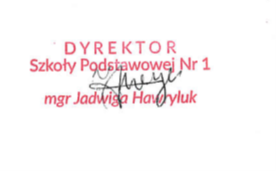 DYREKTOR
Szkoły Podstawowej Nr 1
mgr Jadwiga Hawryluk